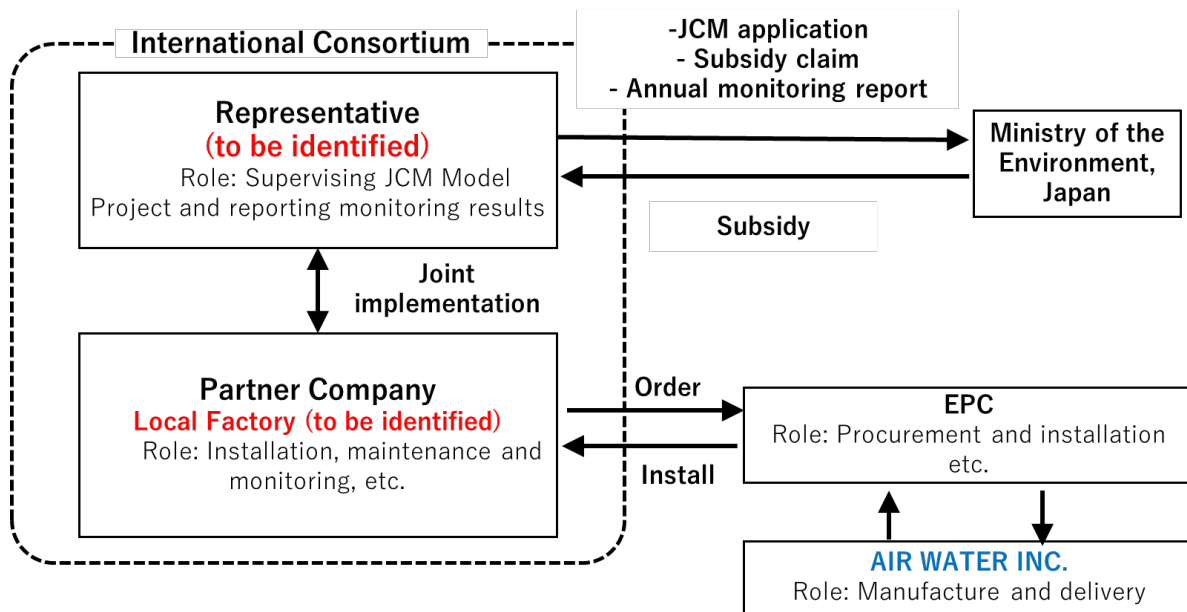 International Consortium
-JCM application
- Subsidy claim
- Annual monitoring report
Representative
(to be identified)
Role: Supervising JCM Model
Project and reporting monitoring results
Ministry of the
Environment,
Japan
Subsidy
Joint
implementation
Partner Company
Local Factory (to be identified)
Role: Installation, maintenance and
monitoring, etc.
Order
Install
EPC
Role: Procurement and installation
etc.
AIR WATER INC.
Role: Manufacture and delivery